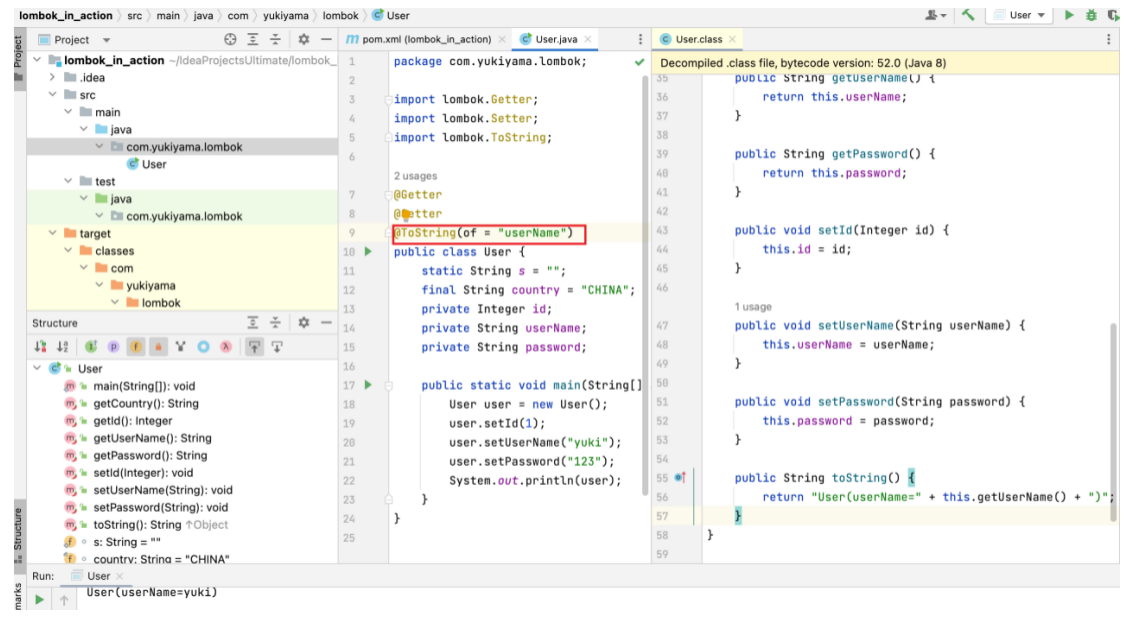 lombok_in_action › src › main › java › com › yukiyama › lombok › User
User
Project
Project
lombok_in_action ~/IdeaProjectsUltimate/lombok_
.idea
src
main
java
com.yukiyama.lombok
User
test
java
com.yukiyama.lombok
target
classes
com
yukiyama
lombok
Structure
User
main(String[]): void
getCountry(): String
getId(): Integer
getUserName(): String
getPassword(): String
setId(Integer): void
setUserName(String): void
setPassword(String): void
toString(): String ↑Object
s: String = ""
country: String = "CHINA"
Structure
marks
pom.xml (lombok_in_action)
User.java
1 package com.yukiyama.lombok;
2
3 import lombok.Getter;
4 import lombok.Setter;
5 import lombok.ToString;
6
2 usages
7 @Getter
8 @Setter
9 @ToString(of = "userName")
10 public class User {
11 static String s = "";
12 final String country = "CHINA";
13 private Integer id;
14 private String userName;
15 private String password;
16
17 public static void main(String[]
18 User user = new User();
19 user.setId(1);
20 user.setUserName("yuki");
21 user.setPassword("123");
22 System.out.println(user);
23 }
24 }
25
User.class
Decompiled .class file, bytecode version: 52.0 (Java 8)
35 public String getUserName() {
36 return this.userName;
37 }
38
39 public String getPassword() {
40 return this.password;
41 }
42
43 public void setId(Integer id) {
44 this.id = id;
45 }
46
1 usage
47 public void setUserName(String userName) {
48 this.userName = userName;
49 }
50
51 public void setPassword(String password) {
52 this.password = password;
53 }
54
55 public String toString() {
56 return "User(userName=" + this.getUserName() + ")";
57 }
58 }
59
Run: User
User(userName=yuki)